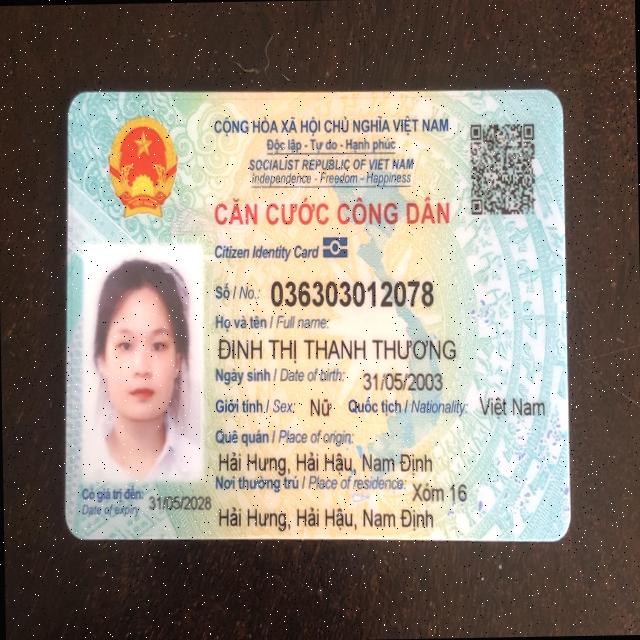 CỘNG HÒA XÃ HỘI CHỦ NGHĨA VIỆT NAM
Độc lập - Tự do - Hạnh phúc
SOCIALIST REPUBLIC OF VIET NAM
Independence - Freedom - Happiness
CĂN CƯỚC CÔNG DÂN
Citizen Identity Card
Số / No.: 036303012078
Họ và tên / Full name:
ĐINH THỊ THANH THƯƠNG
Ngày sinh / Date of birth: 31/05/2003
Giới tính / Sex: Nữ Quốc tịch / Nationality: Việt Nam
Quê quán / Place of origin:
Hải Hưng, Hải Hậu, Nam Định
Nơi thường trú / Place of residence: Xóm 16
Hải Hưng, Hải Hậu, Nam Định
Có giá trị đến: 31/05/2028
Date of expiry